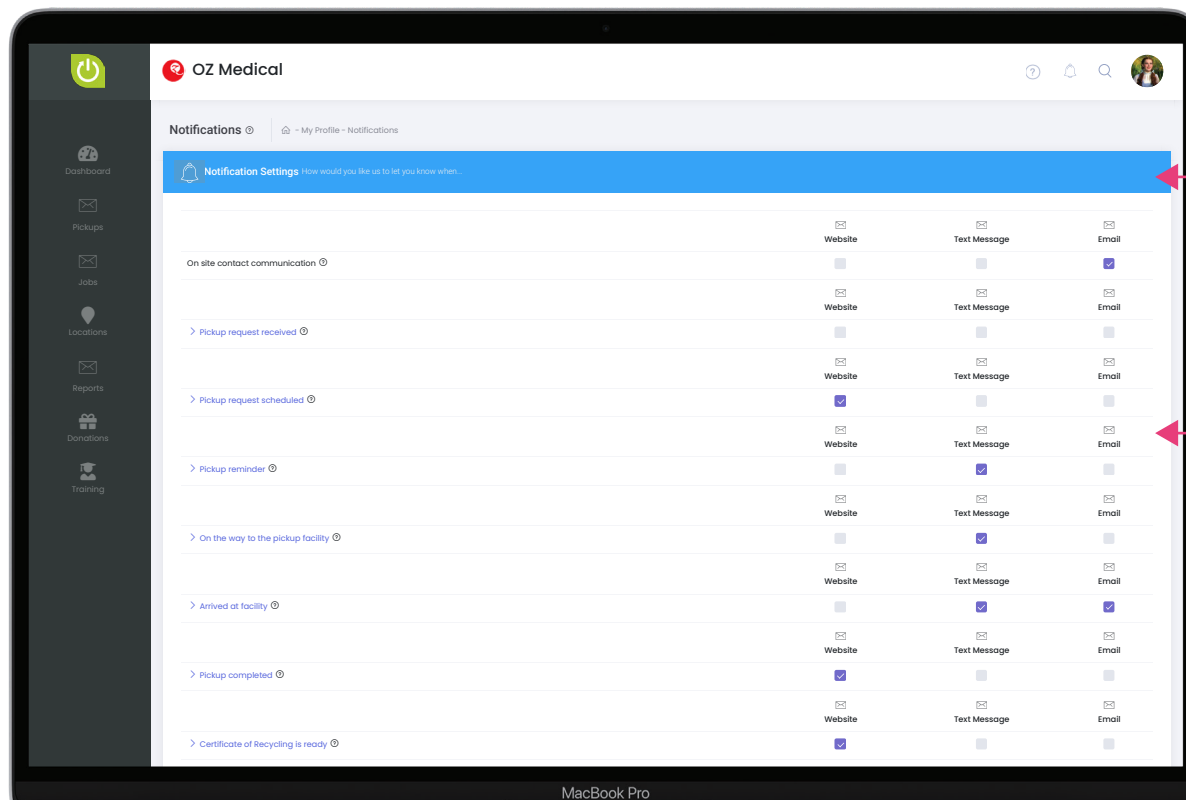 OZ Medical
Notifications
- My Profile - Notifications
Dashboard
Pickups
Jobs
Locations
Reports
Donations
Training
Notification Settings How would you like us to let you know when...
Website Text Message Email
On site contact communication
Website Text Message Email
Pickup request received
Website Text Message Email
Pickup request scheduled
Website Text Message Email
Pickup reminder
Website Text Message Email
On the way to the pickup facility
Website Text Message Email
Arrived at facility
Website Text Message Email
Pickup completed
Website Text Message Email
Certificate of Recycling is ready
MacBook Pro